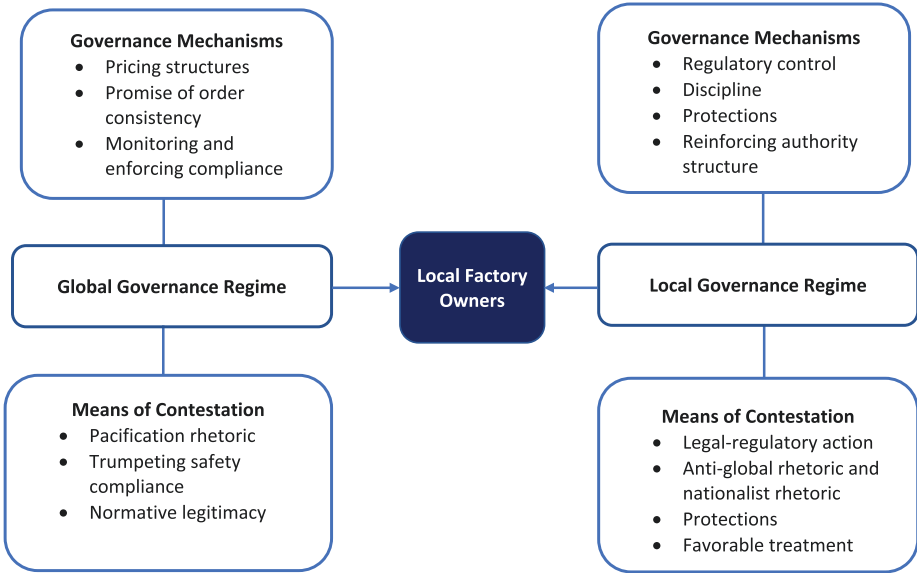 Governance Mechanisms
• Pricing structures
• Promise of order
consistency
• Monitoring and
enforcing compliance
Global Governance Regime
Means of Contestation
• Pacification rhetoric
• Trumpeting safety
compliance
• Normative legitimacy
Local Factory
Owners
Governance Mechanisms
• Regulatory control
• Discipline
• Protections
• Reinforcing authority
structure
Local Governance Regime
Means of Contestation
• Legal-regulatory action
• Anti-global rhetoric and
nationalist rhetoric
• Protections
• Favorable treatment